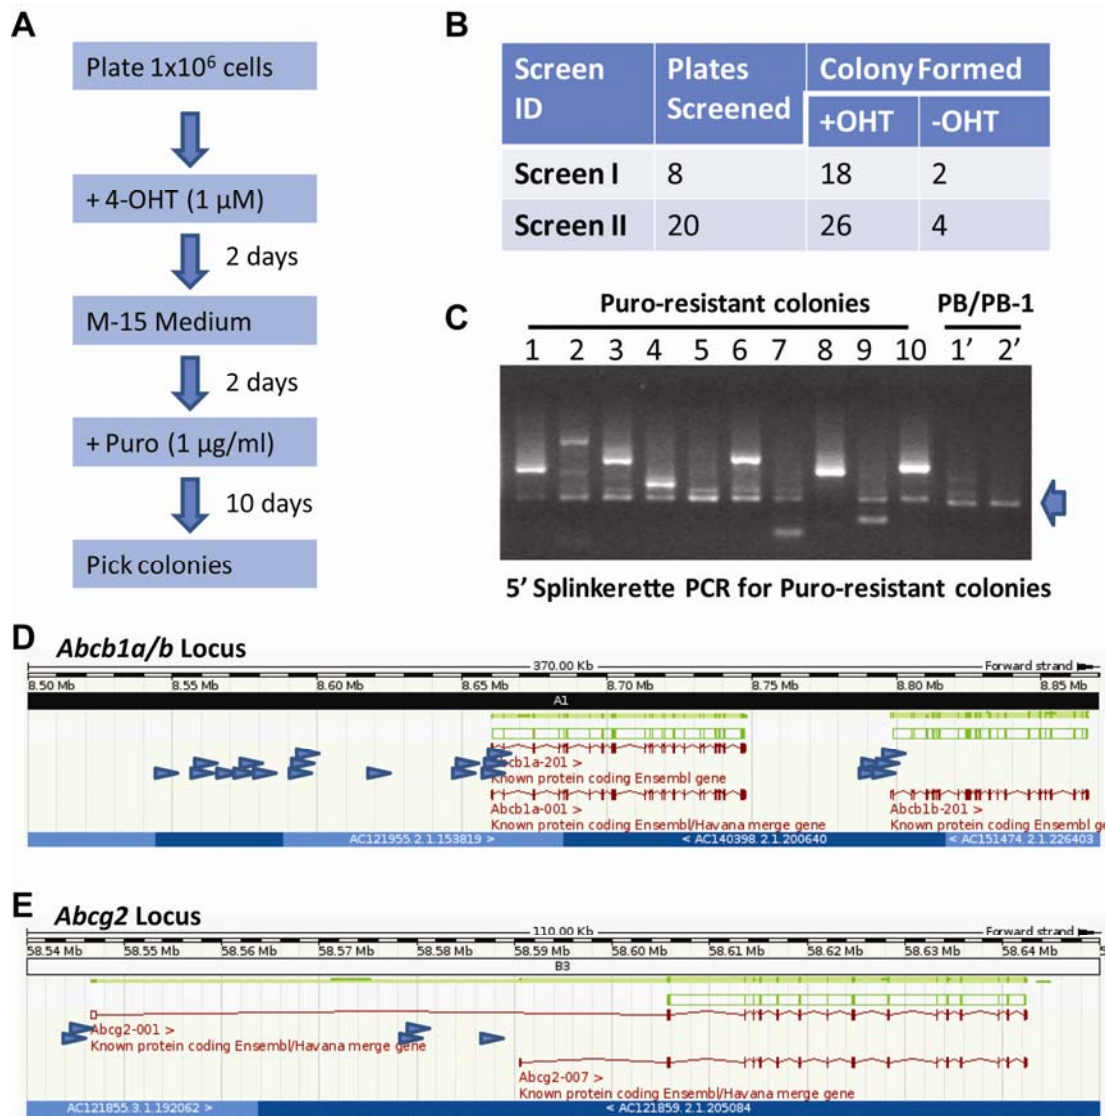 A
Plate 1x10⁶ cells
+ 4-OHT (1 µM)
2 days
M-15 Medium
2 days
+ Puro (1 µg/ml)
10 days
Pick colonies
B
Screen ID Plates Screened Colony Formed
+OHT -OHT
Screen I 8 18 2
Screen II 20 26 4
C
Puro-resistant colonies PB/PB-1
1 2 3 4 5 6 7 8 9 10 1' 2'
5' Splinkerette PCR for Puro-resistant colonies
D
Abcb1a/b Locus
370.00 Kb Forward strand
8.50 Mb 8.55 Mb 8.60 Mb 8.65 Mb 8.70 Mb 8.75 Mb 8.80 Mb 8.85 Mb
A1
Abcb1a-201 >
Known protein coding Ensembl gene
Abcb1a-001 > Abcb1b-201 >
Known protein coding Ensembl/Havana merge gene Known protein coding Ensembl ge
AC121955.2.1.153819 > < AC140398.2.1.200640 < AC151474.2.1.226403
E
Abcg2 Locus
110.00 Kb Forward strand
58.54 Mb 58.55 Mb 58.56 Mb 58.57 Mb 58.58 Mb 58.59 Mb 58.60 Mb 58.61 Mb 58.62 Mb 58.63 Mb 58.64 Mb 5
B3
Abcg2-001 >
Known protein coding Ensembl/Havana merge gene
Abcg2-007 >
Known protein coding Ensembl/Havana merge gene
AC121855.3.1.192062 > < AC121859.2.1.205084